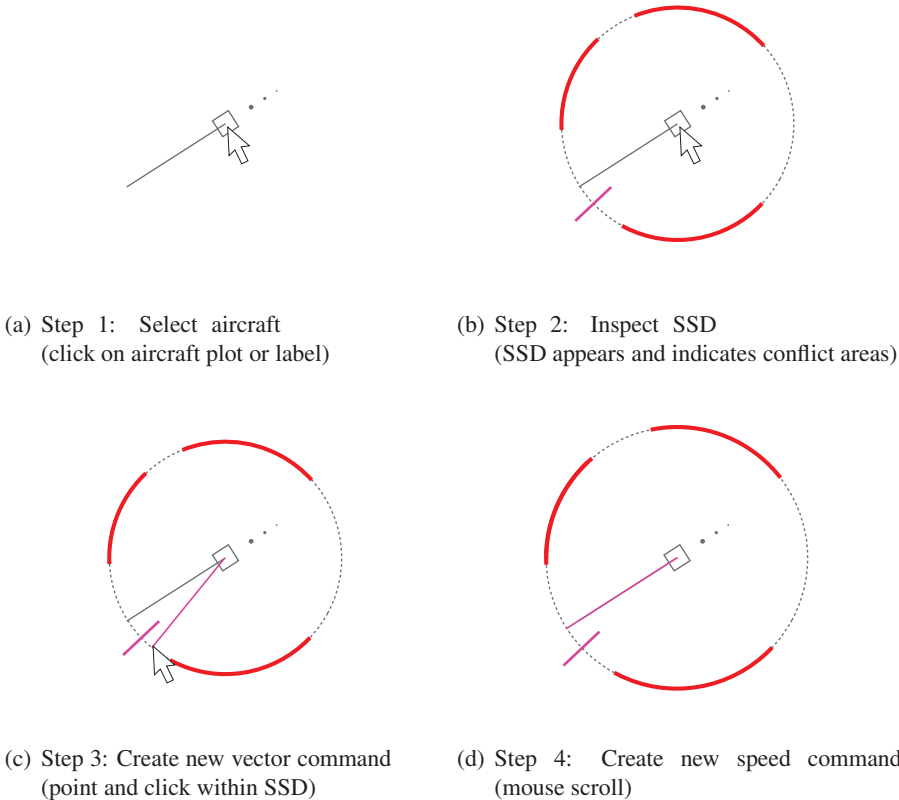 (a) Step 1: Select aircraft
(click on aircraft plot or label)
(b) Step 2: Inspect SSD
(SSD appears and indicates conflict areas)
(c) Step 3: Create new vector command
(point and click within SSD)
(d) Step 4: Create new speed command
(mouse scroll)